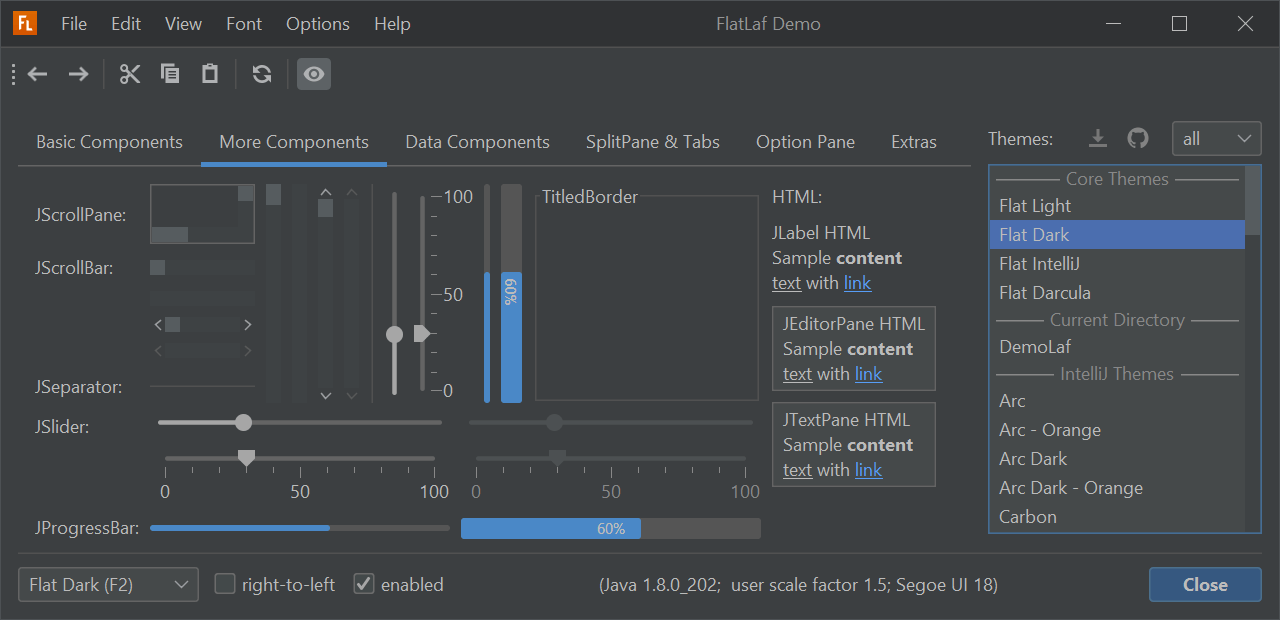 FL File Edit View Font Options Help FlatLaf Demo
Basic Components More Components Data Components SplitPane & Tabs Option Pane Extras
Themes: all
JScrollPane:
JScrollBar:
JSeparator:
JSlider:
0 50 100
0 50 100
JProgressBar:
60%
100
50
0
60%
TitledBorder
HTML:
JLabel HTML
Sample content
text with link
JEditorPane HTML
Sample content
text with link
JTextPane HTML
Sample content
text with link
Core Themes
Flat Light
Flat Dark
Flat IntelliJ
Flat Darcula
Current Directory
DemoLaf
IntelliJ Themes
Arc
Arc - Orange
Arc Dark
Arc Dark - Orange
Carbon
Flat Dark (F2) right-to-left enabled (Java 1.8.0_202;  user scale factor 1.5; Segoe UI 18) Close